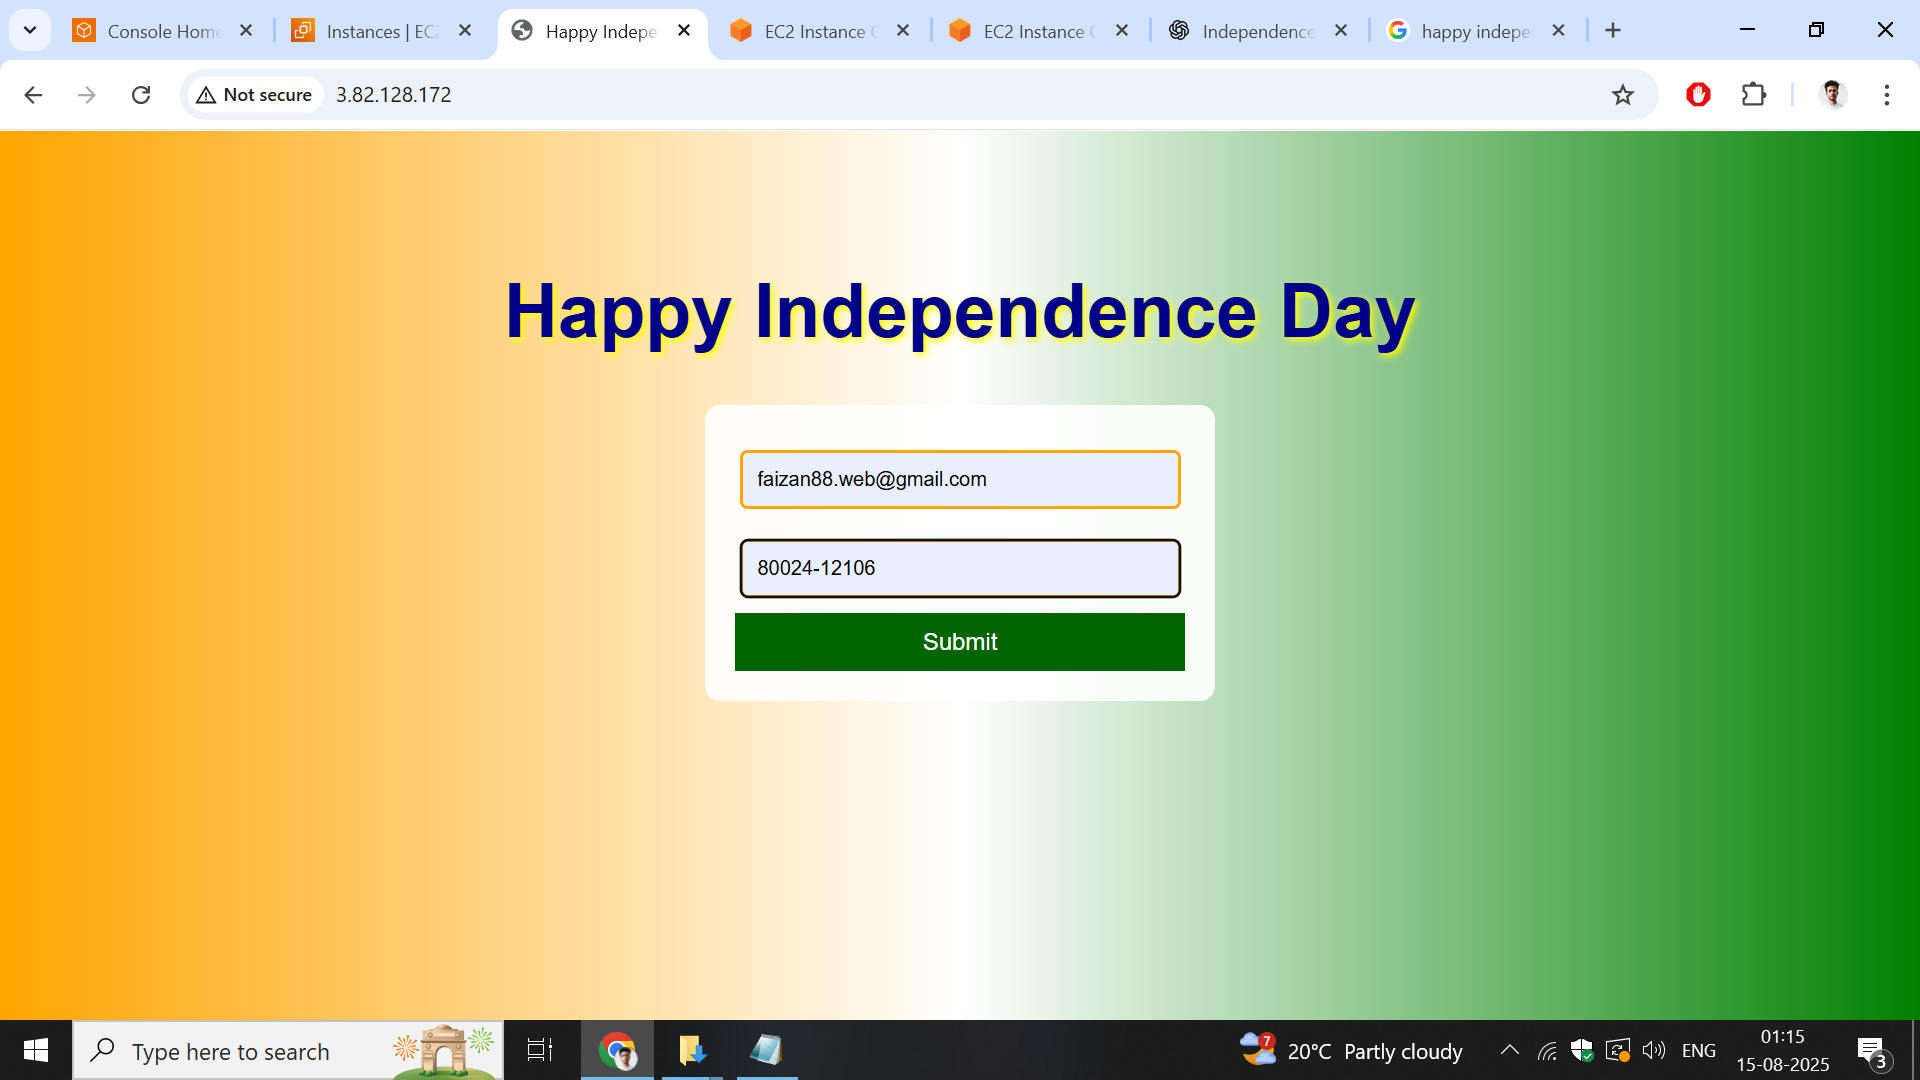 Console Home
Instances | EC2
Happy Indepe
EC2 Instance C
EC2 Instance C
Independence
happy indepe
Not secure
3.82.128.172
Happy Independence Day
faizan88.web@gmail.com
80024-12106
Submit
Type here to search
7
20°C Partly cloudy
ENG
01:15
15-08-2025
3